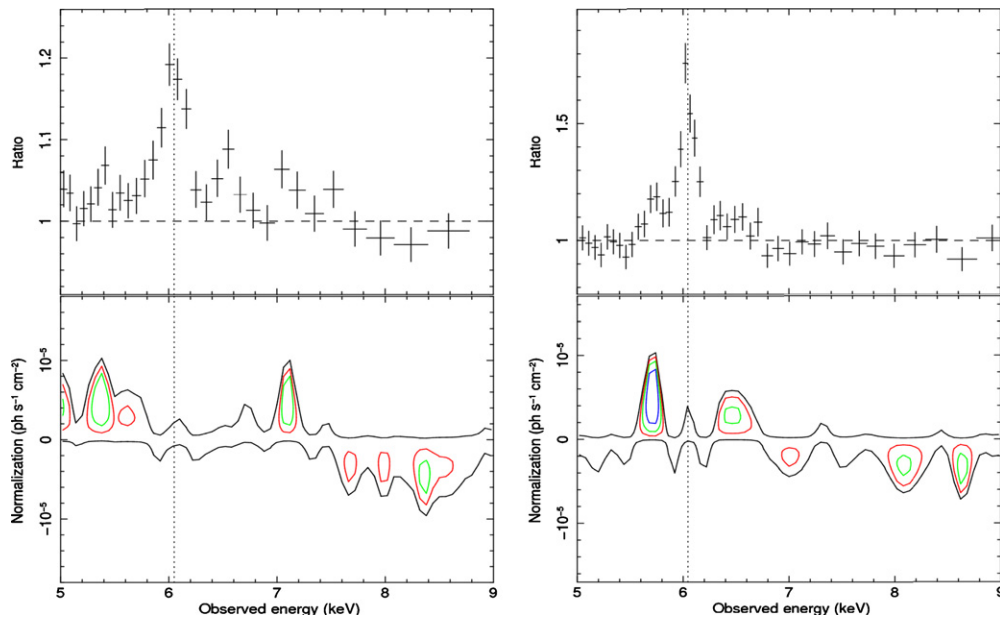 1.2
1.1
1
Ratio
10⁻⁵
0
−10⁻⁵
Normalization (ph s⁻¹ cm⁻²)
5 6 7 8 9
Observed energy (keV)
1.5
1
Ratio
10⁻⁵
0
−10⁻⁵
Normalization (ph s⁻¹ cm⁻²)
5 6 7 8 9
Observed energy (keV)